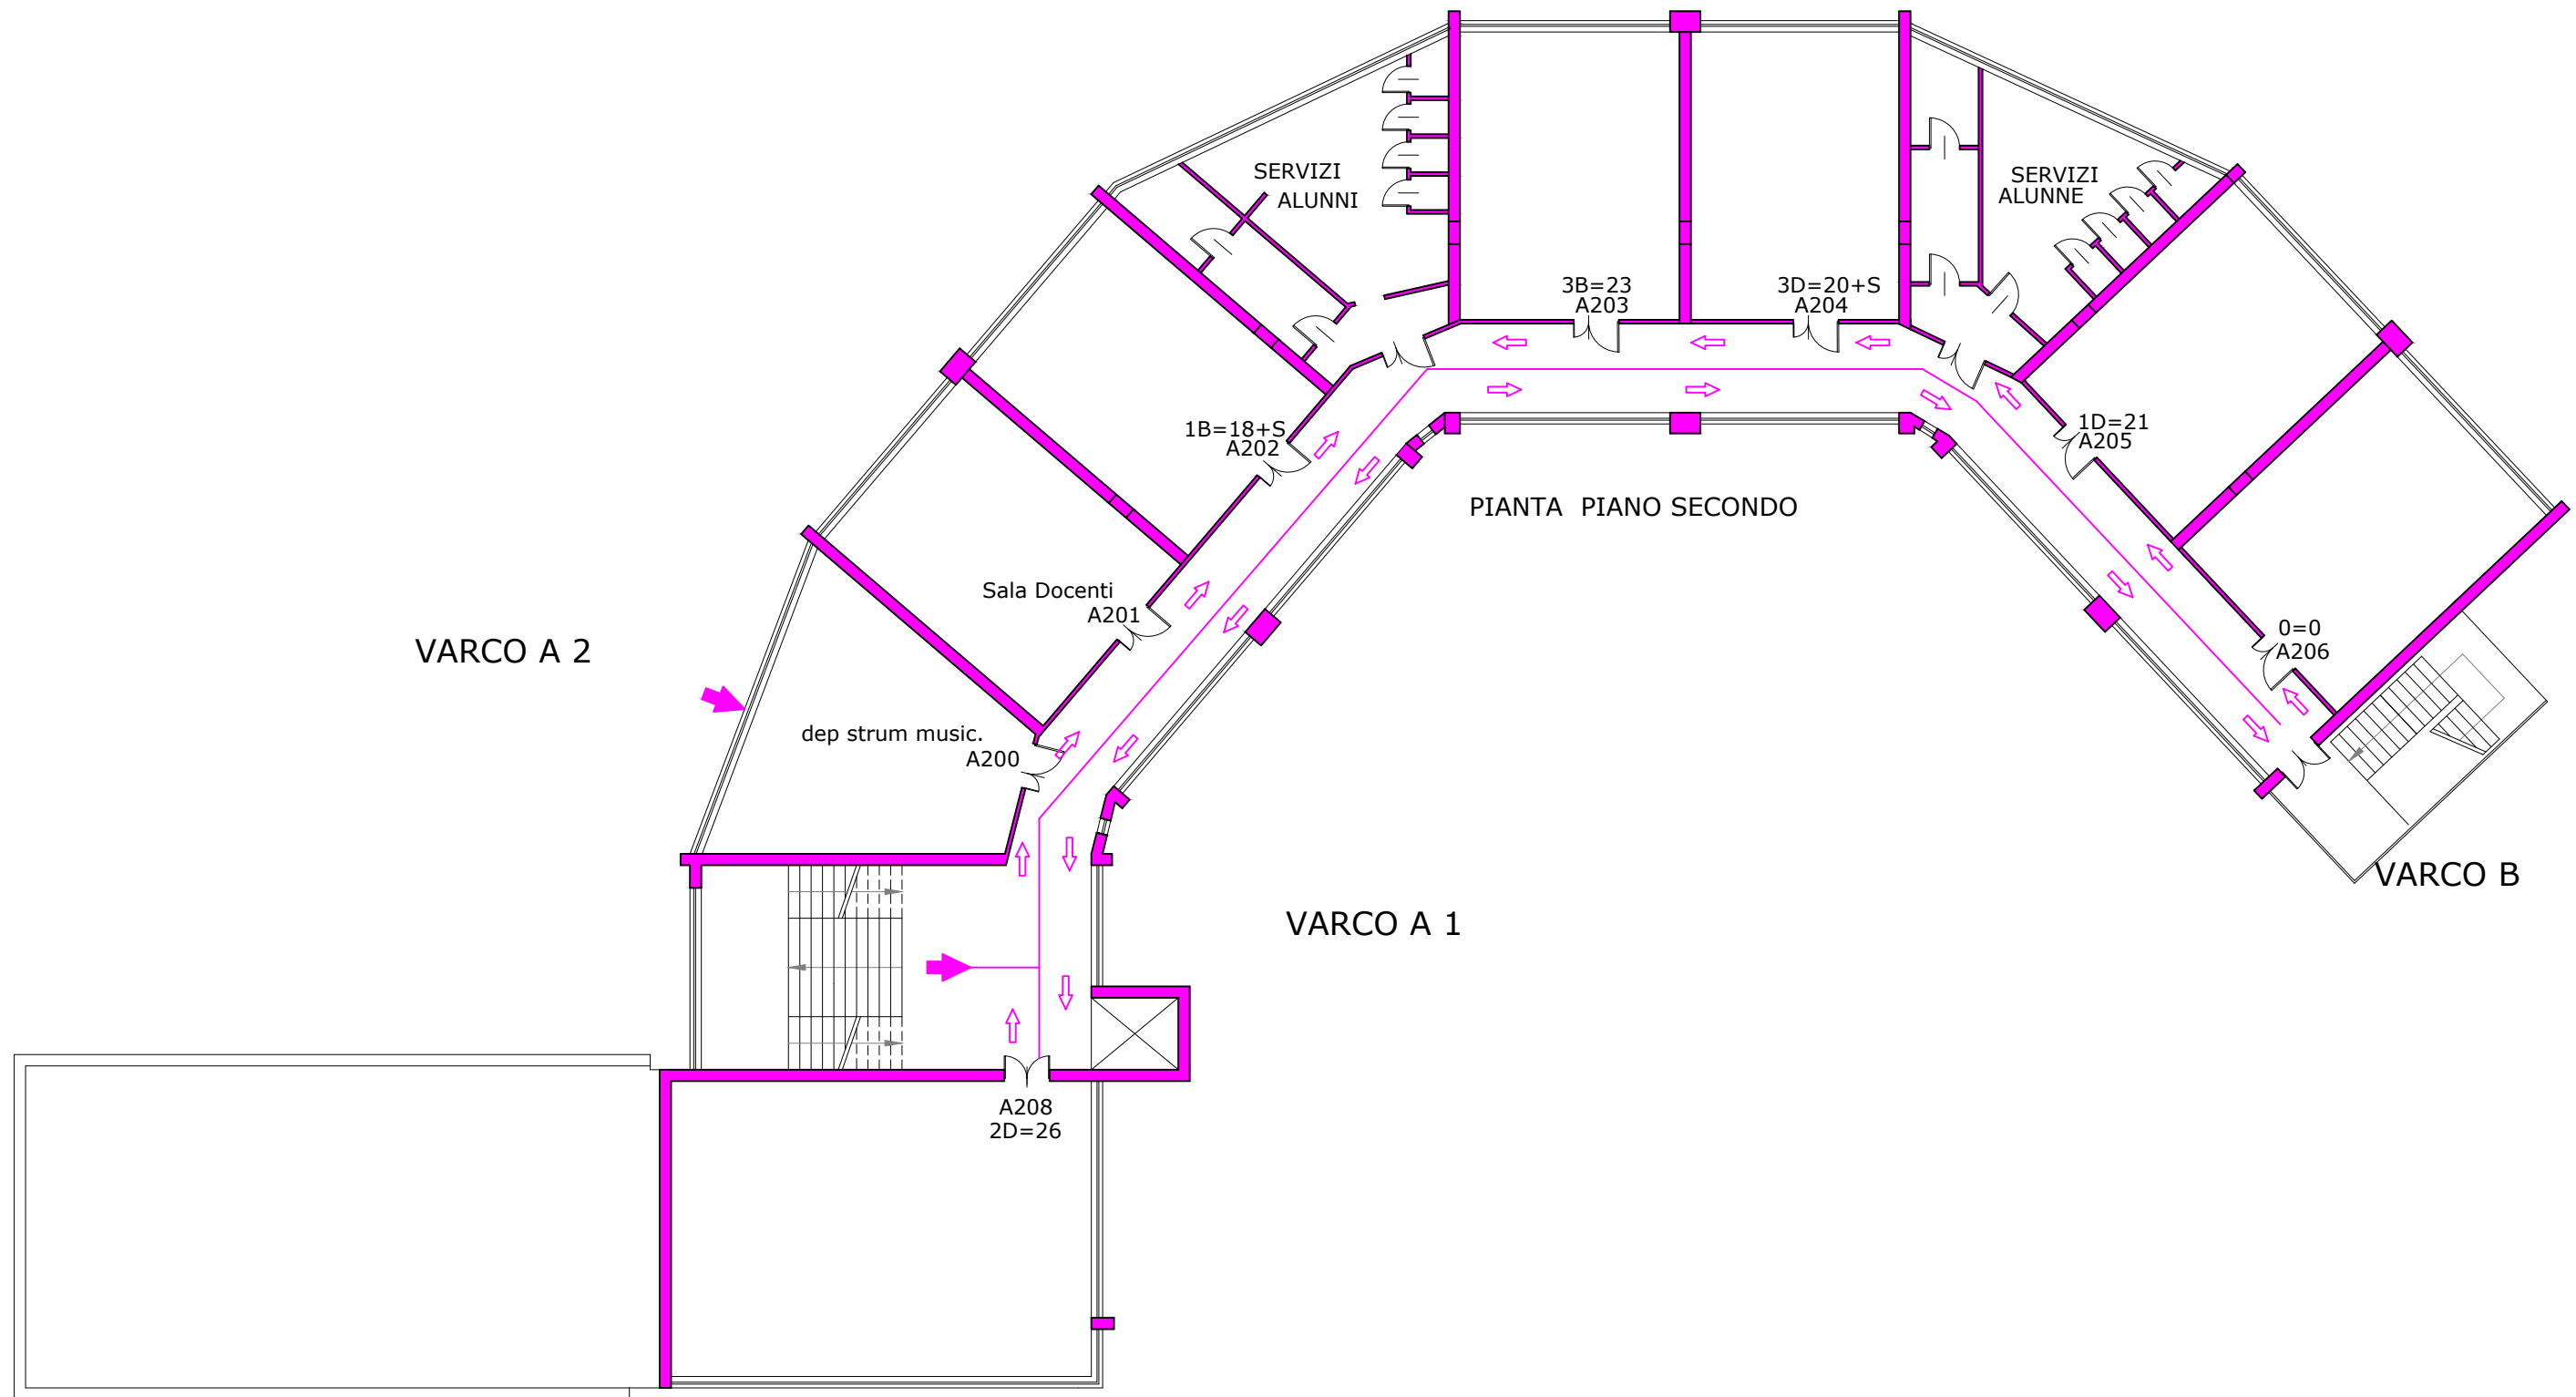 SERVIZI
ALUNNI
SERVIZI
ALUNNE
3B=23
A203
3D=20+S
A204
1B=18+S
A202
1D=21
A205
PIANTA PIANO SECONDO
Sala Docenti
A201
VARCO A 2
0=0
A206
dep strum music.
A200
VARCO B
VARCO A 1
A208
2D=26